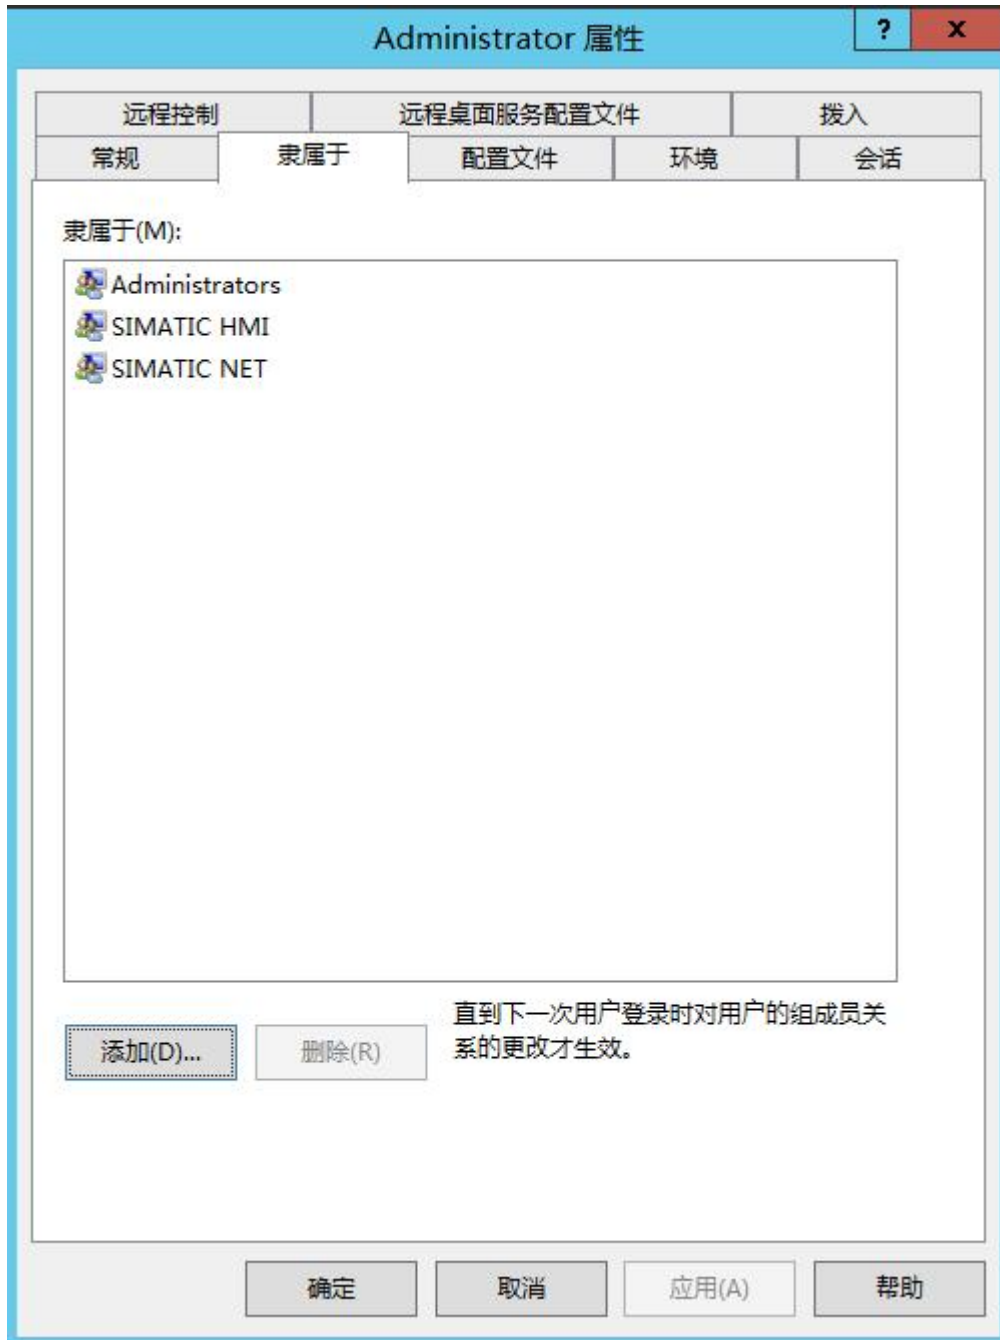 Administrator 属性
?
x
远程控制
远程桌面服务配置文件
拨入
常规
隶属于
配置文件
环境
会话
隶属于(M):
Administrators
SIMATIC HMI
SIMATIC NET
添加(D)...
删除(R)
直到下一次用户登录时对用户的组成员关
系的更改才生效。
确定
取消
应用(A)
帮助